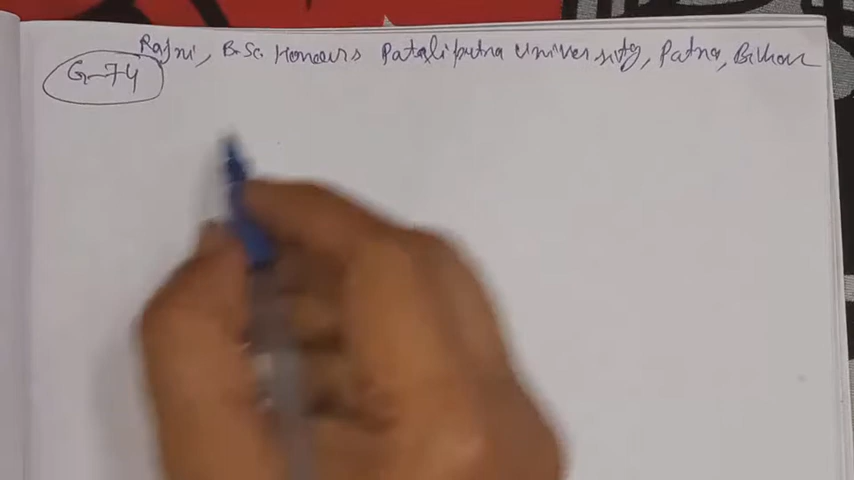 Rajni, B.Sc. Honours Pataliputra University, Patna, Bihar
G-74